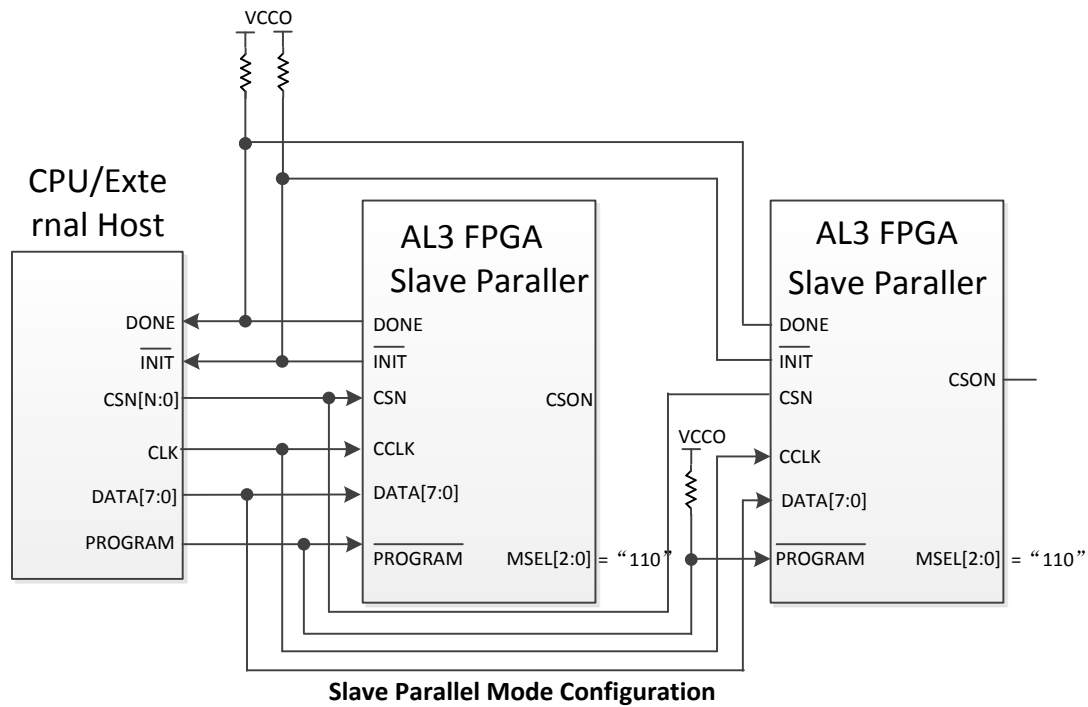 VCCO
CPU/Exte
rnal Host
DONE
INIT
CSN[N:0]
CLK
DATA[7:0]
PROGRAM
AL3 FPGA
Slave Paraller
DONE
INIT
CSN
CSON
CCLK
DATA[7:0]
PROGRAM
MSEL[2:0] = “110”
VCCO
AL3 FPGA
Slave Paraller
DONE
INIT
CSON
CSN
CCLK
DATA[7:0]
PROGRAM
MSEL[2:0] = “110”
Slave Parallel Mode Configuration